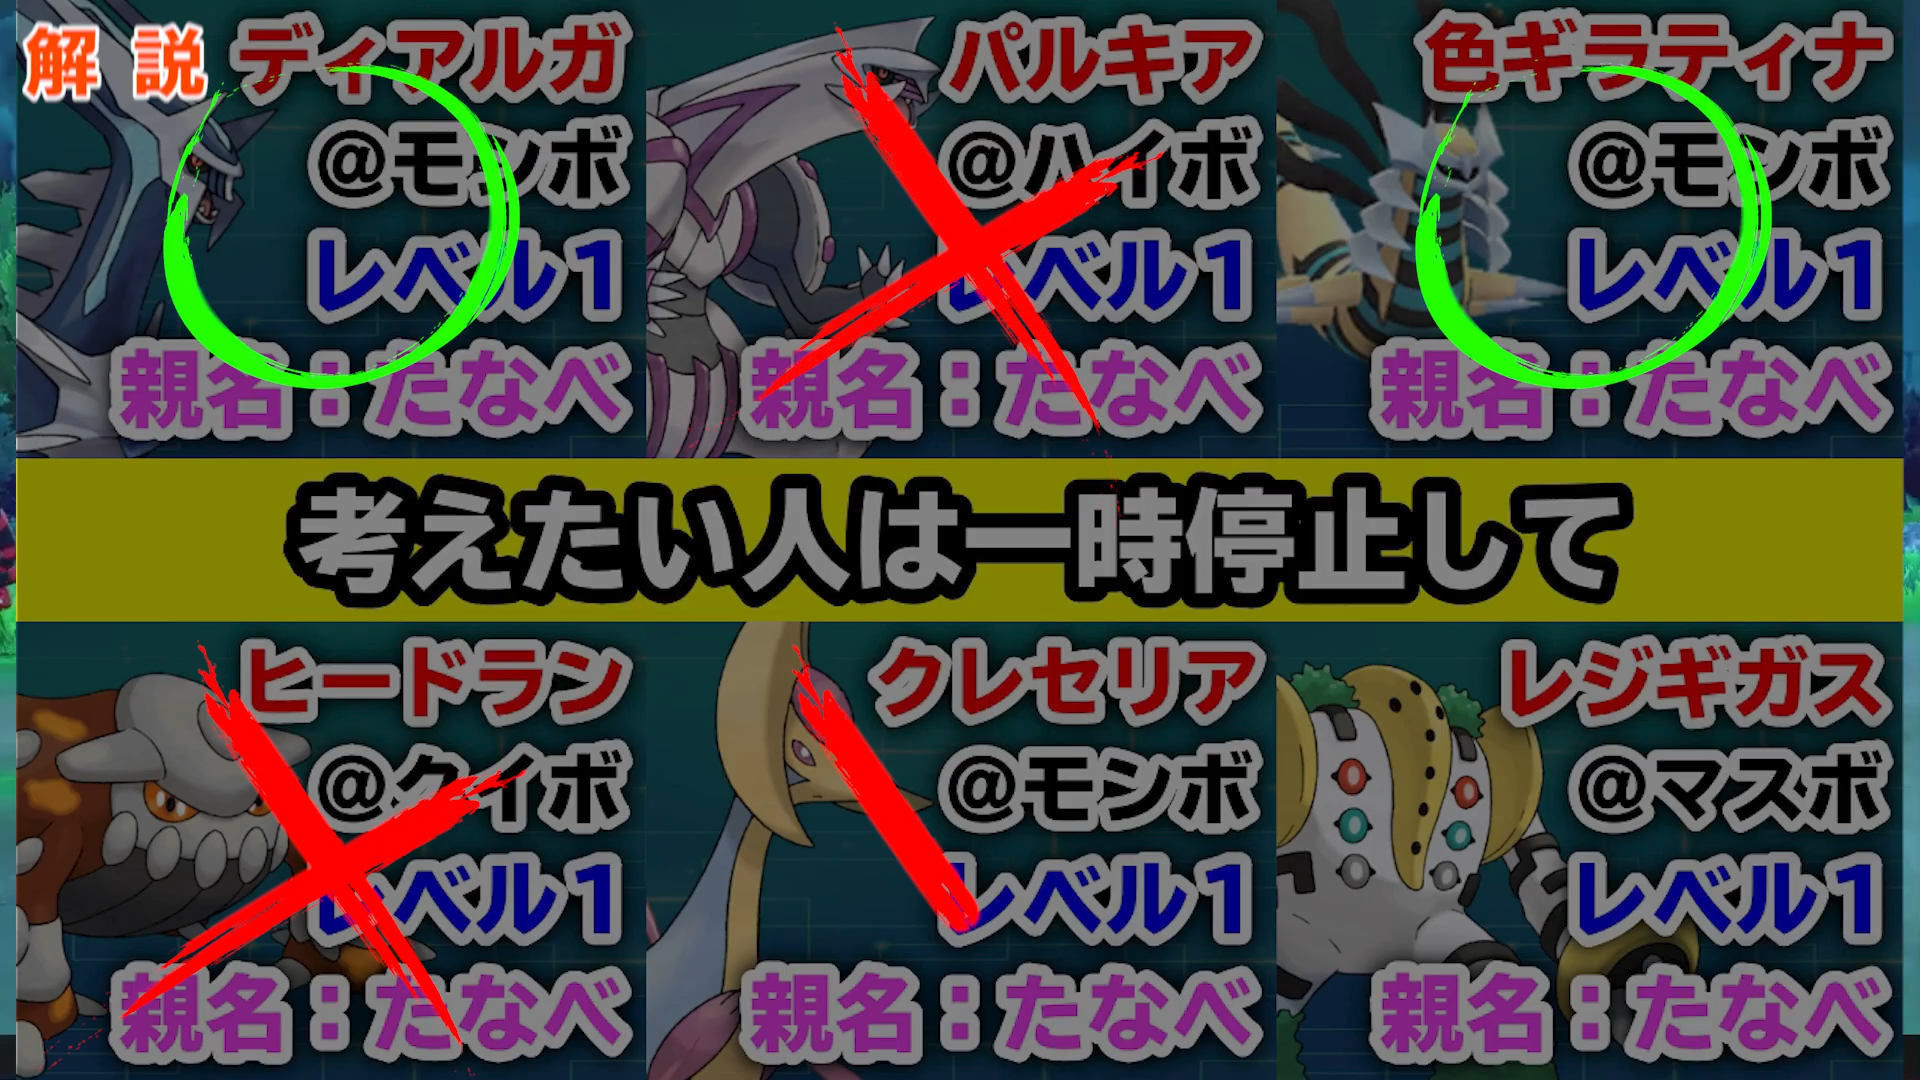 解説
ディアルガ
@モンボ
レベル1
親名：たなべ
パルキア
@ハイボ
レベル1
親名：たなべ
色ギラティナ
@モンボ
レベル1
親名：たなべ
考えたい人は一時停止して
ヒードラン
@クイボ
レベル1
親名：たなべ
クレセリア
@モンボ
レベル1
親名：たなべ
レジギガス
@マスボ
レベル1
親名：たなべ